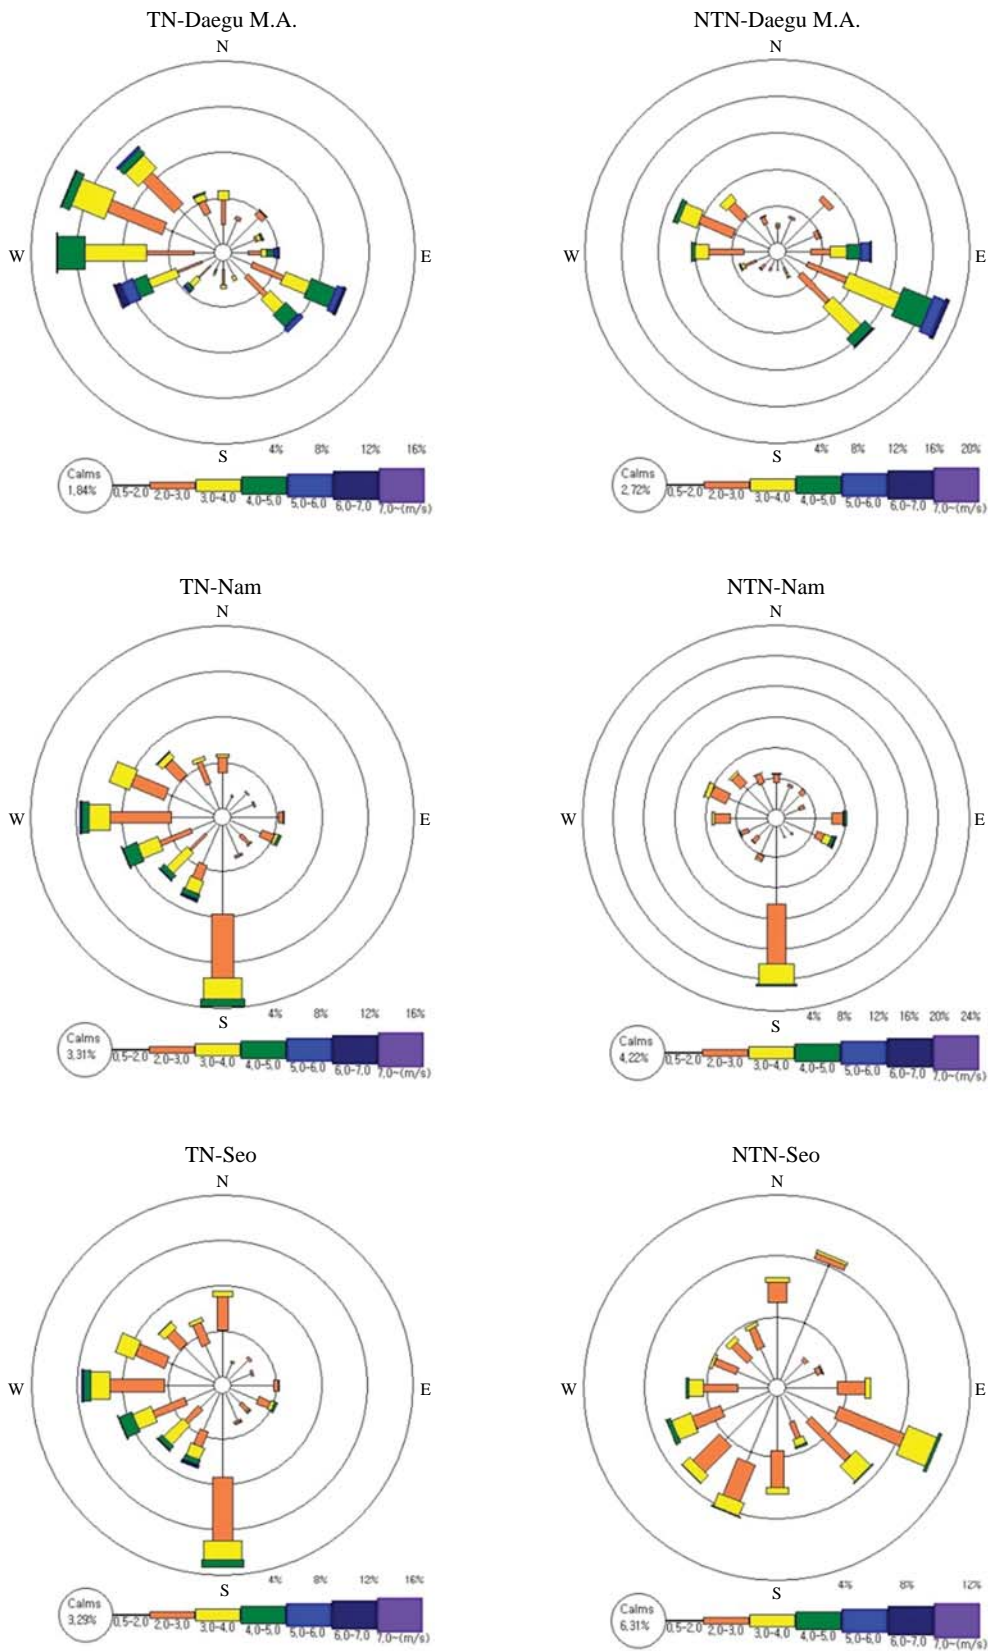 TN-Daegu M.A.
N
W
E
S
4% 8% 12% 16%
Calms
1,84%
0,5-2,0 2,0-3,0 3,0-4,0 4,0-5,0 5,0-6,0 6,0-7,0 7,0~(m/s)
NTN-Daegu M.A.
N
W
E
S
4% 8% 12% 16% 20%
Calms
2,72%
0,5-2,0 2,0-3,0 3,0-4,0 4,0-5,0 5,0-6,0 6,0-7,0 7,0~(m/s)
TN-Nam
N
W
E
S
4% 8% 12% 16%
Calms
3,31%
0,5-2,0 2,0-3,0 3,0-4,0 4,0-5,0 5,0-6,0 6,0-7,0 7,0~(m/s)
NTN-Nam
N
W
E
S
4% 8% 12% 16% 20% 24%
Calms
4,22%
0,5-2,0 2,0-3,0 3,0-4,0 4,0-5,0 5,0-6,0 6,0-7,0 7,0~(m/s)
TN-Seo
N
W
E
S
4% 8% 12% 16%
Calms
3,29%
0,5-2,0 2,0-3,0 3,0-4,0 4,0-5,0 5,0-6,0 6,0-7,0 7,0~(m/s)
NTN-Seo
N
W
E
S
4% 8% 12%
Calms
6,31%
0,5-2,0 2,0-3,0 3,0-4,0 4,0-5,0 5,0-6,0 6,0-7,0 7,0~(m/s)